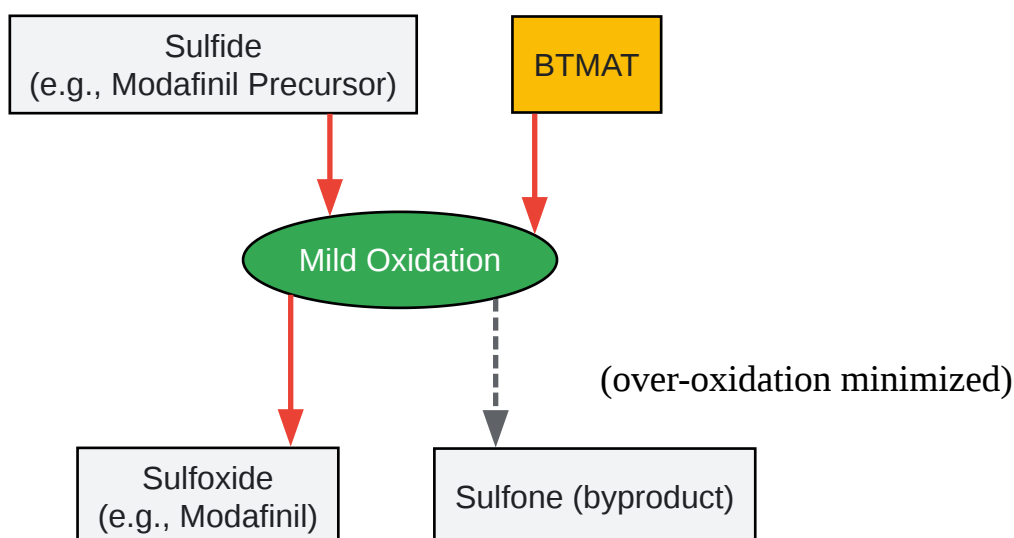 Sulfide
(e.g., Modafinil Precursor)
BTMAT
Mild Oxidation
(over-oxidation minimized)
Sulfoxide
(e.g., Modafinil)
Sulfone (byproduct)